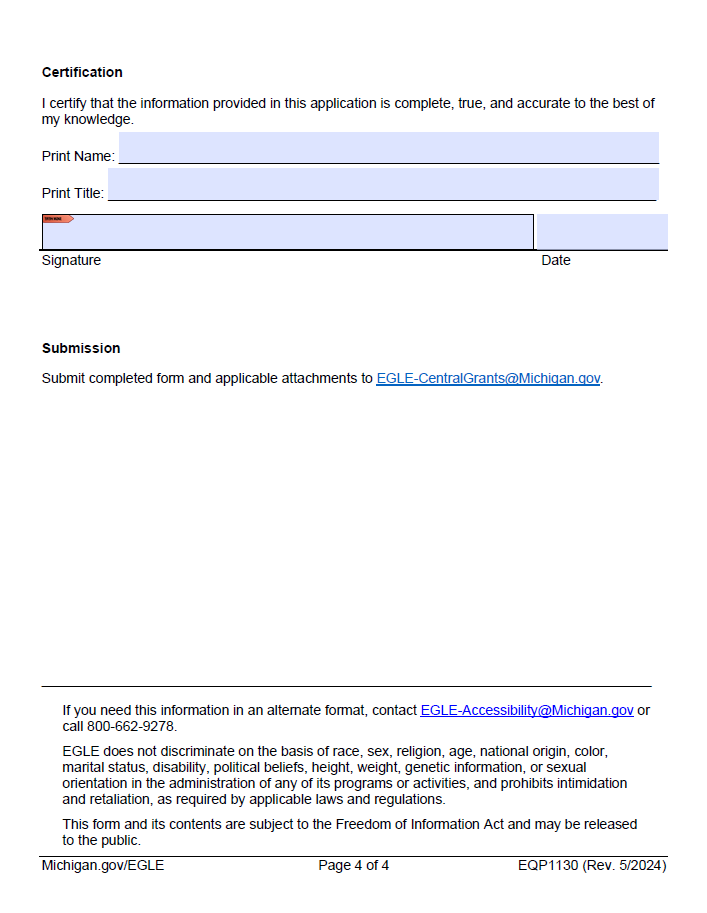 Certification
I certify that the information provided in this application is complete, true, and accurate to the best of
my knowledge.
Print Name:
Print Title:
Signature
Date
Submission
Submit completed form and applicable attachments to EGLE-CentralGrants@Michigan.gov.
If you need this information in an alternate format, contact EGLE-Accessibility@Michigan.gov or
call 800-662-9278.
EGLE does not discriminate on the basis of race, sex, religion, age, national origin, color,
marital status, disability, political beliefs, height, weight, genetic information, or sexual
orientation in the administration of any of its programs or activities, and prohibits intimidation
and retaliation, as required by applicable laws and regulations.
This form and its contents are subject to the Freedom of Information Act and may be released
to the public.
Michigan.gov/EGLE
Page 4 of 4
EQP1130 (Rev. 5/2024)